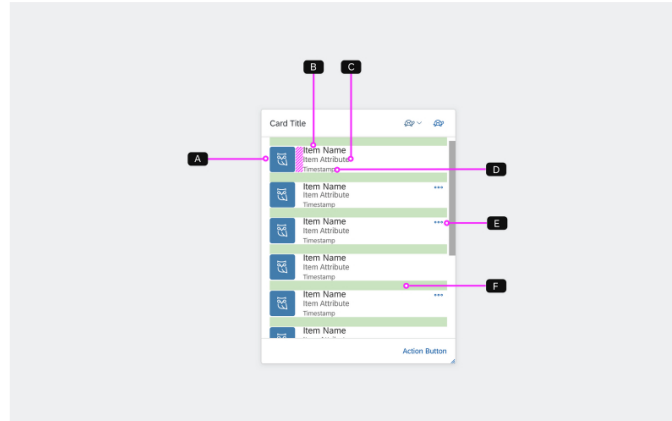 B
C
Card Title
A
Item Name
Item Attribute
Timestamp
D
Item Name
Item Attribute
Timestamp
Item Name
Item Attribute
Timestamp
E
Item Name
Item Attribute
Timestamp
F
Item Name
Item Attribute
Timestamp
Item Name
Action Button